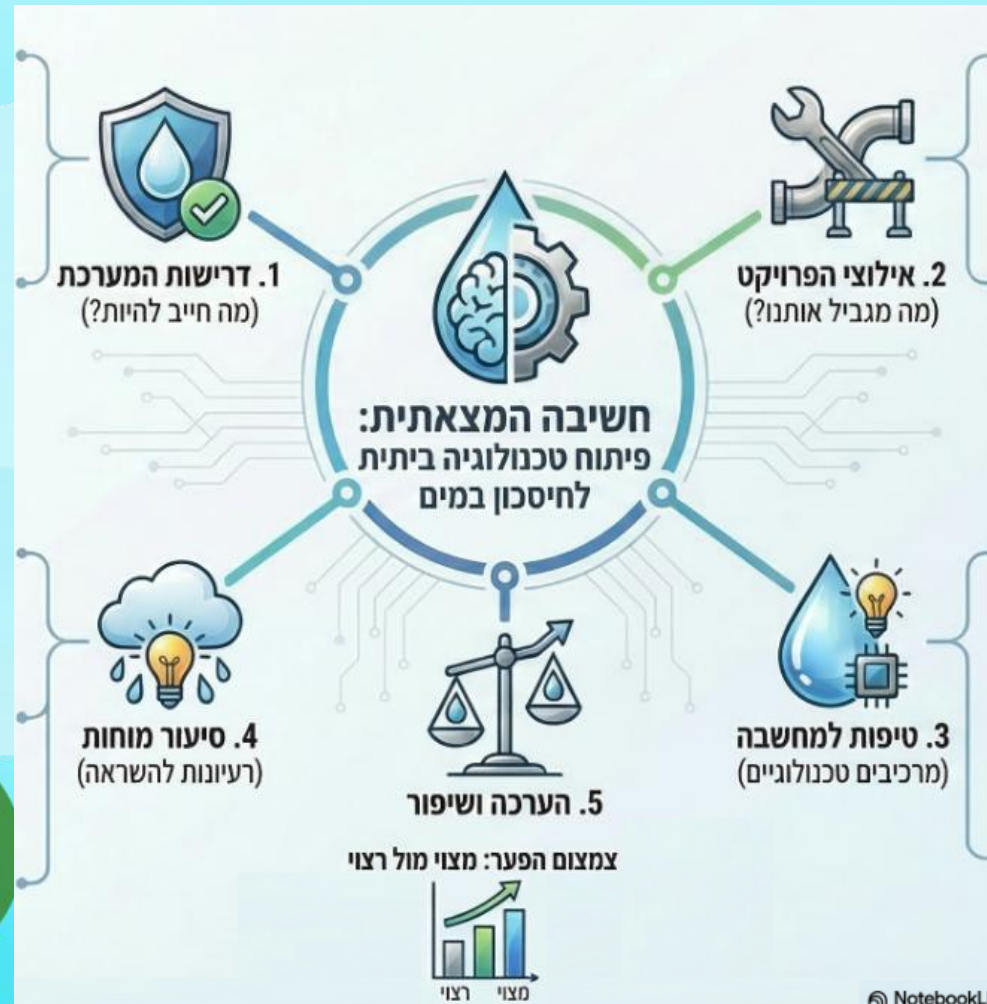 1. דרישות המערכת
(מה חייב להיות?)
2. אילוצי הפרויקט
(מה מגביל אותנו?)
חשיבה המצאתית:
פיתוח טכנולוגיה ביתית
לחיסכון במים
3. טיפות למחשבה
(מרכיבים טכנולוגיים)
4. סיעור מוחות
(רעיונות להשראה)
5. הערכה ושיפור
צמצום הפער: מצוי מול רצוי
רצוי מצוי
NotebookL